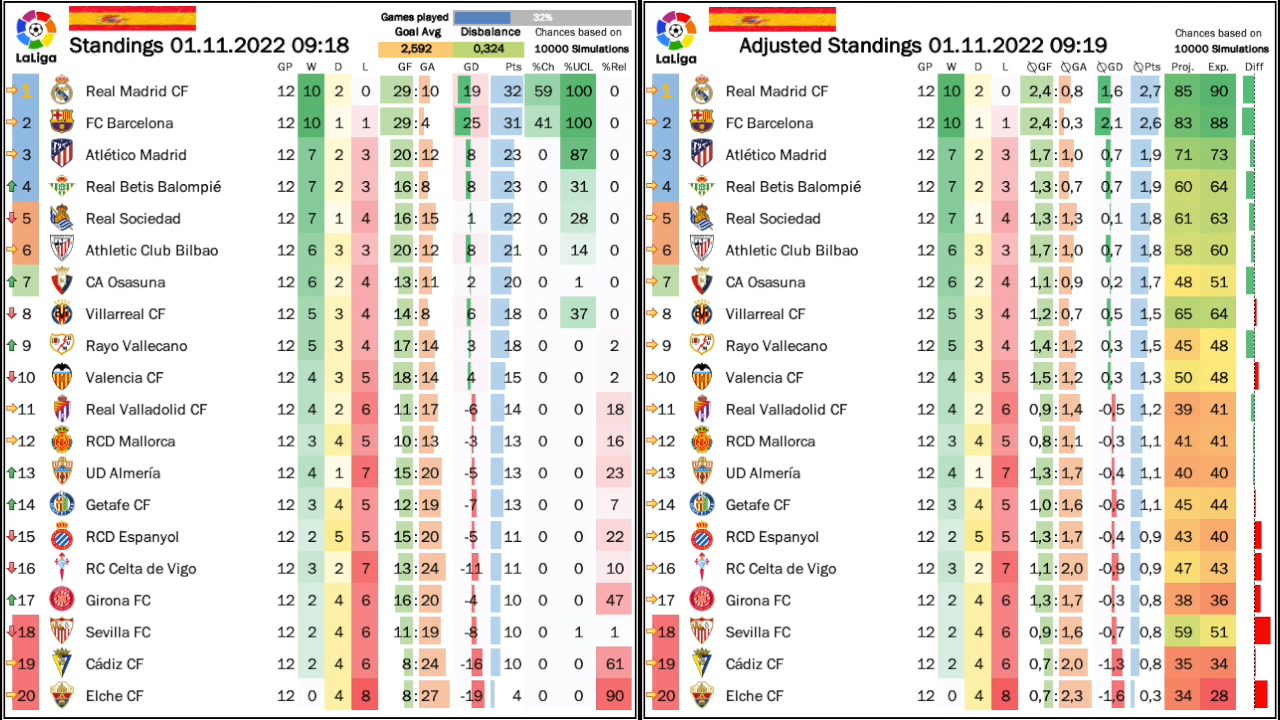 Games played 32%
Goal Avg Disbalance Chances based on
LaLiga Standings 01.11.2022 09:18 2,592 0,324 10000 Simulations
GP W D L GF GA GD Pts %Ch %UCL %Rel
1 Real Madrid CF 12 10 2 0 29:10 19 32 59 100 0
2 FC Barcelona 12 10 1 1 29:4 25 31 41 100 0
3 Atlético Madrid 12 7 2 3 20:12 8 23 0 87 0
4 Real Betis Balompié 12 7 2 3 16:8 8 23 0 31 0
5 Real Sociedad 12 7 1 4 16:15 1 22 0 28 0
6 Athletic Club Bilbao 12 6 3 3 20:12 8 21 0 14 0
7 CA Osasuna 12 6 2 4 13:11 2 20 0 1 0
8 Villarreal CF 12 5 3 4 14:8 6 18 0 37 0
9 Rayo Vallecano 12 5 3 4 17:14 3 18 0 0 2
10 Valencia CF 12 4 3 5 18:14 4 15 0 0 2
11 Real Valladolid CF 12 4 2 6 11:17 -6 14 0 0 18
12 RCD Mallorca 12 3 4 5 10:13 -3 13 0 0 16
13 UD Almería 12 4 1 7 15:20 -5 13 0 0 23
14 Getafe CF 12 3 4 5 12:19 -7 13 0 0 7
15 RCD Espanyol 12 2 5 5 15:20 -5 11 0 0 22
16 RC Celta de Vigo 12 3 2 7 13:24 -11 11 0 0 10
17 Girona FC 12 2 4 6 16:20 -4 10 0 0 47
18 Sevilla FC 12 2 4 6 11:19 -8 10 0 1 1
19 Cádiz CF 12 2 4 6 8:24 -16 10 0 0 61
20 Elche CF 12 0 4 8 8:27 -19 4 0 0 90
Chances based on
LaLiga Adjusted Standings 01.11.2022 09:19 10000 Simulations
GP W D L ∅GF ∅GA ∅GD ∅Pts Proj. Exp. Diff
1 Real Madrid CF 12 10 2 0 2,4:0,8 1,6 2,7 85 90
2 FC Barcelona 12 10 1 1 2,4:0,3 2,1 2,6 83 88
3 Atlético Madrid 12 7 2 3 1,7:1,0 0,7 1,9 71 73
4 Real Betis Balompié 12 7 2 3 1,3:0,7 0,7 1,9 60 64
5 Real Sociedad 12 7 1 4 1,3:1,3 0,1 1,8 61 63
6 Athletic Club Bilbao 12 6 3 3 1,7:1,0 0,7 1,8 58 60
7 CA Osasuna 12 6 2 4 1,1:0,9 0,2 1,7 48 51
8 Villarreal CF 12 5 3 4 1,2:0,7 0,5 1,5 65 64
9 Rayo Vallecano 12 5 3 4 1,4:1,2 0,3 1,5 45 48
10 Valencia CF 12 4 3 5 1,5:1,2 0,3 1,3 50 48
11 Real Valladolid CF 12 4 2 6 0,9:1,4 -0,5 1,2 39 41
12 RCD Mallorca 12 3 4 5 0,8:1,1 -0,3 1,1 41 41
13 UD Almería 12 4 1 7 1,3:1,7 -0,4 1,1 40 40
14 Getafe CF 12 3 4 5 1,0:1,6 -0,6 1,1 45 44
15 RCD Espanyol 12 2 5 5 1,3:1,7 -0,4 0,9 43 40
16 RC Celta de Vigo 12 3 2 7 1,1:2,0 -0,9 0,9 47 43
17 Girona FC 12 2 4 6 1,3:1,7 -0,3 0,8 38 36
18 Sevilla FC 12 2 4 6 0,9:1,6 -0,7 0,8 59 51
19 Cádiz CF 12 2 4 6 0,7:2,0 -1,3 0,8 35 34
20 Elche CF 12 0 4 8 0,7:2,3 -1,6 0,3 34 28